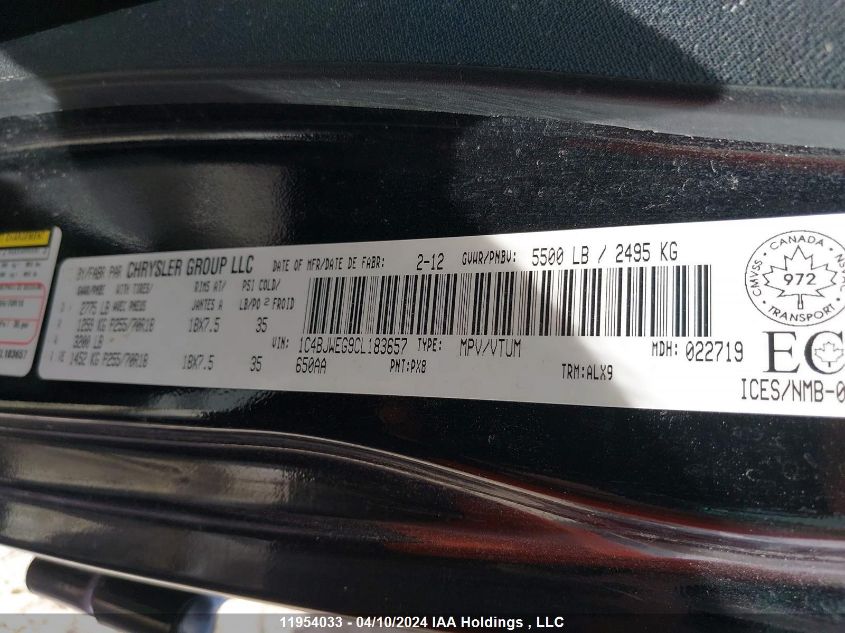 BY/FABR PAR CHRYSLER GROUP LLC DATE OF MFR/DATE DE FABR: 2-12 GVWR/PNBV: 5500 LB / 2495 KG
GAWR/PNBE WITH TIRES/ RIMS AT/ PSI COLD/
AVEC PNEUS JANTES A LB/PO 2 FROID
2775 LB
1259 KG P255/70R18 18X7.5 35
3200 LB
1452 KG P255/70R18 18X7.5 35
1C4BJWEG9CL183657 TYPE: MPV/VTUM MDH: 022719
650AA PNT:PX8 TRM:ALX9
CMVSS CANADA NSVAC
972
TRANSPORT
EC
ICES/NMB-0
L183657
11954033 - 04/10/2024 IAA Holdings , LLC